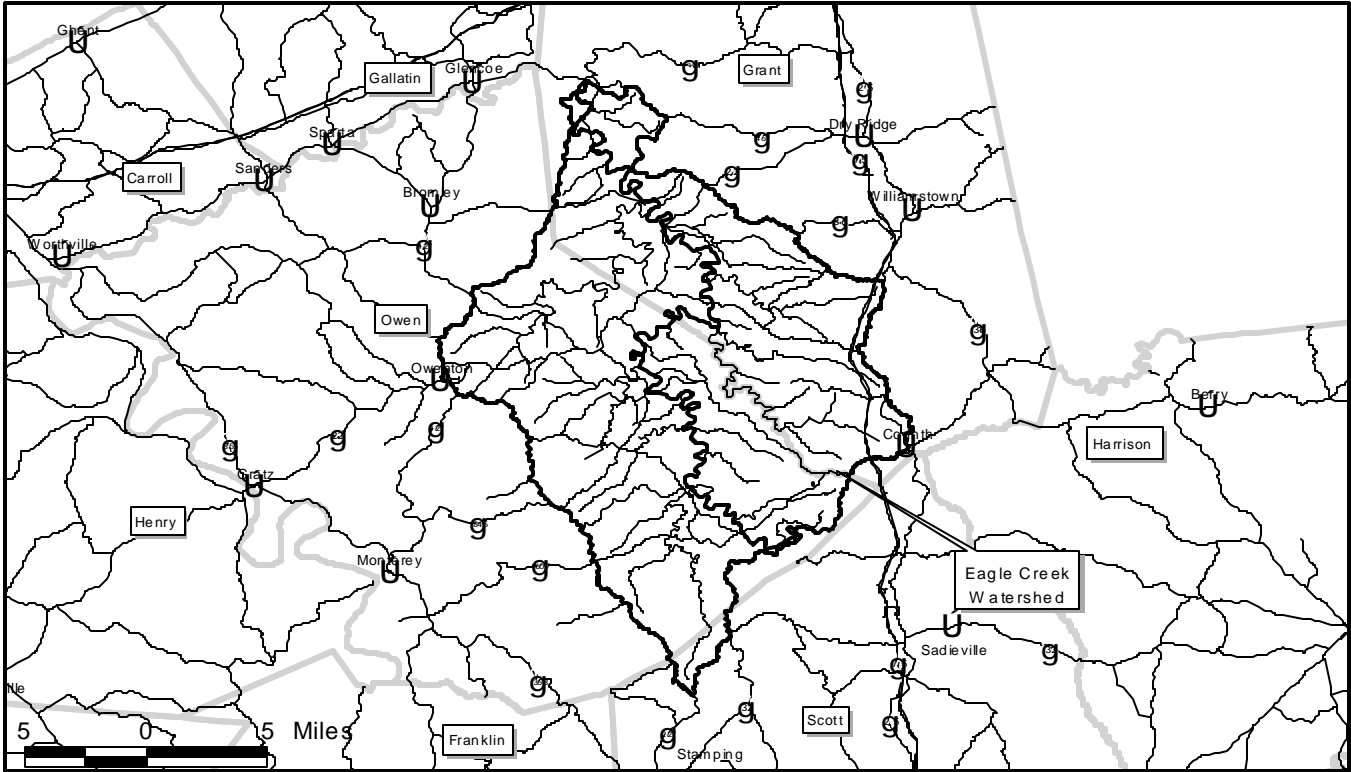 Ghent
Glencoe
Gallatin
Grant
Sparta
Dry Ridge
Carroll
Sanders
Bromley
Williamstown
Worthville
Owen
Owenton
Berry
Corinth
Harrison
Gratz
Henry
Monterey
Eagle Creek
Watershed
Sadieville
lle
Scott
5 0 5 Miles
Franklin
Stamping